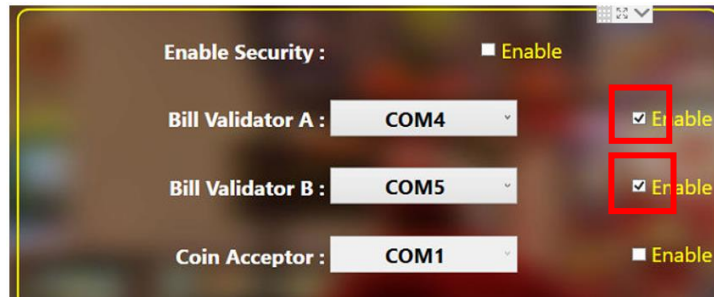 Enable Security : Enable
Bill Validator A : COM4 Enable
Bill Validator B : COM5 Enable
Coin Acceptor : COM1 Enable